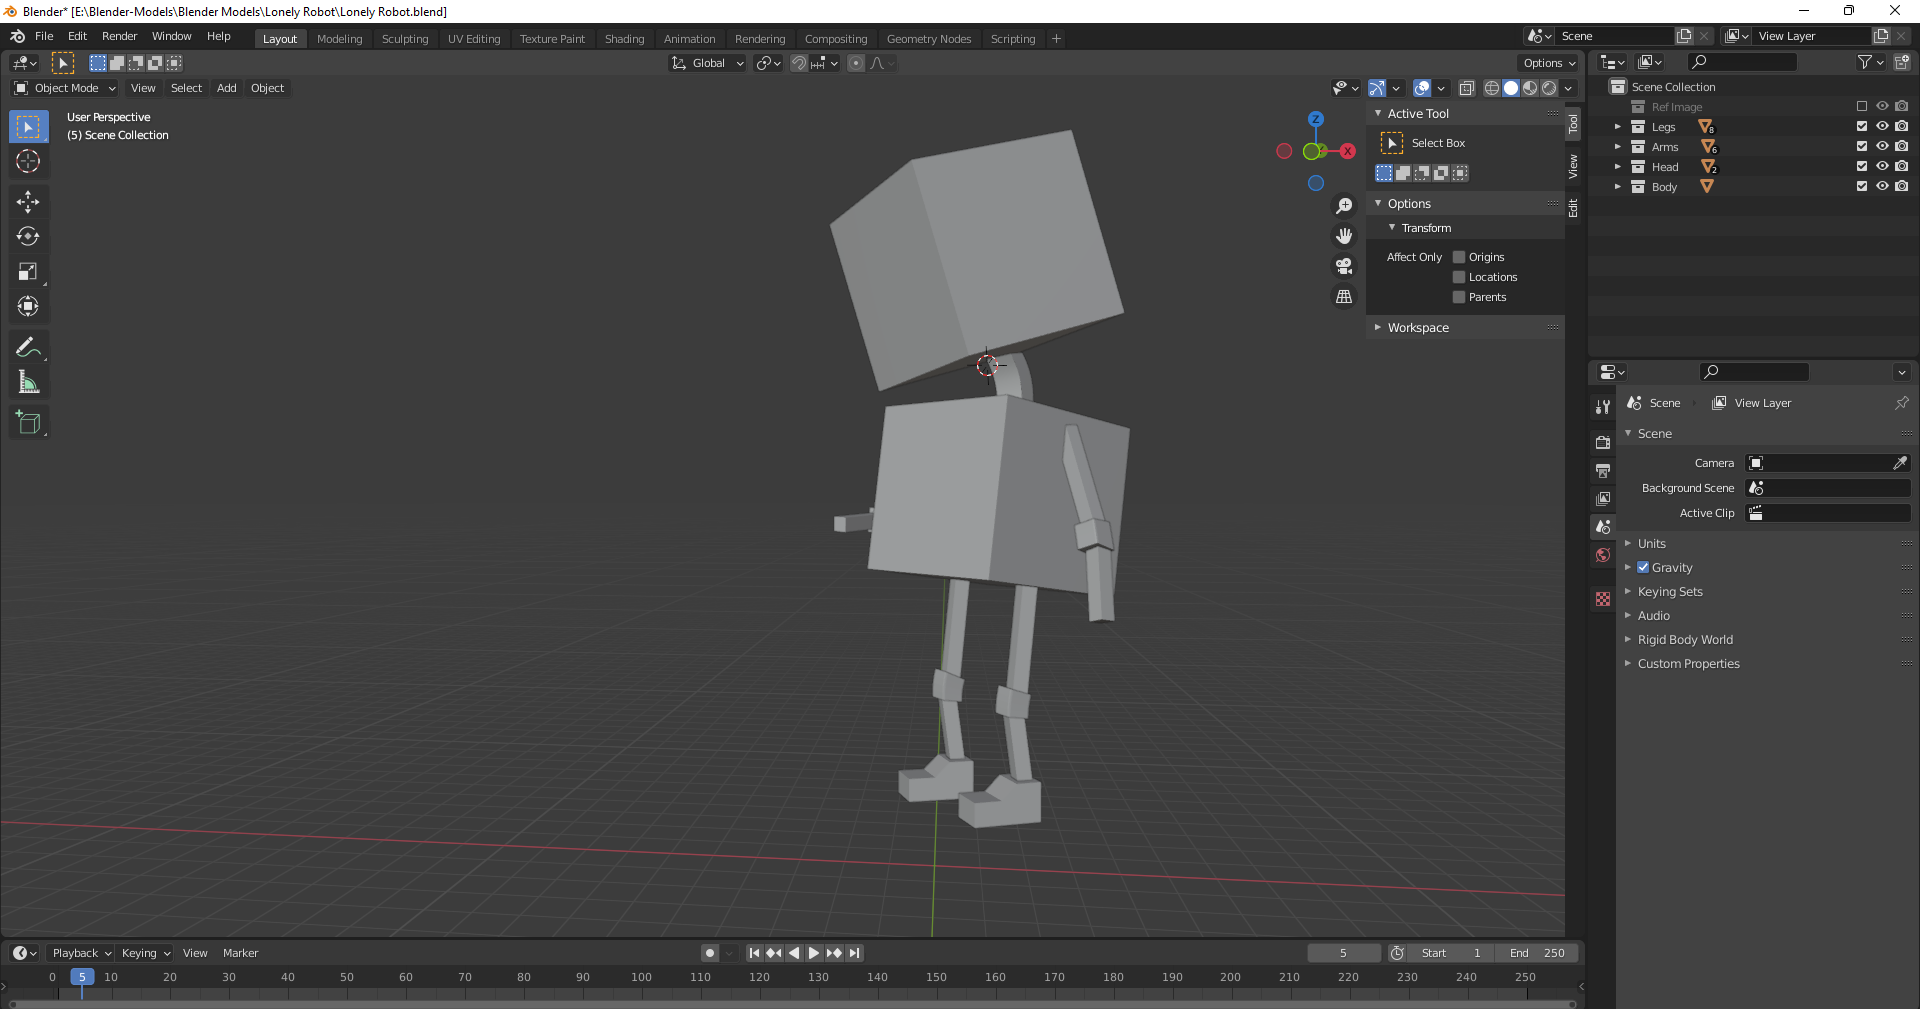 Blender* [E:\Blender-Models\Blender Models\Lonely Robot\Lonely Robot.blend]
File Edit Render Window Help Layout Modeling Sculpting UV Editing Texture Paint Shading Animation Rendering Compositing Geometry Nodes Scripting + Scene View Layer
Global Options
Object Mode View Select Add Object
User Perspective
(5) Scene Collection
Z
X
Active Tool
Select Box
Options
Transform
Affect Only Origins
Locations
Parents
Workspace
Tool
View
Edit
Scene Collection
Ref Image
Legs 8
Arms 6
Head 2
Body
Scene View Layer
Scene
Camera
Background Scene
Active Clip
Units
Gravity
Keying Sets
Audio
Rigid Body World
Custom Properties
Playback Keying View Marker 5 Start 1 End 250
0 5 10 20 30 40 50 60 70 80 90 100 110 120 130 140 150 160 170 180 190 200 210 220 230 240 250